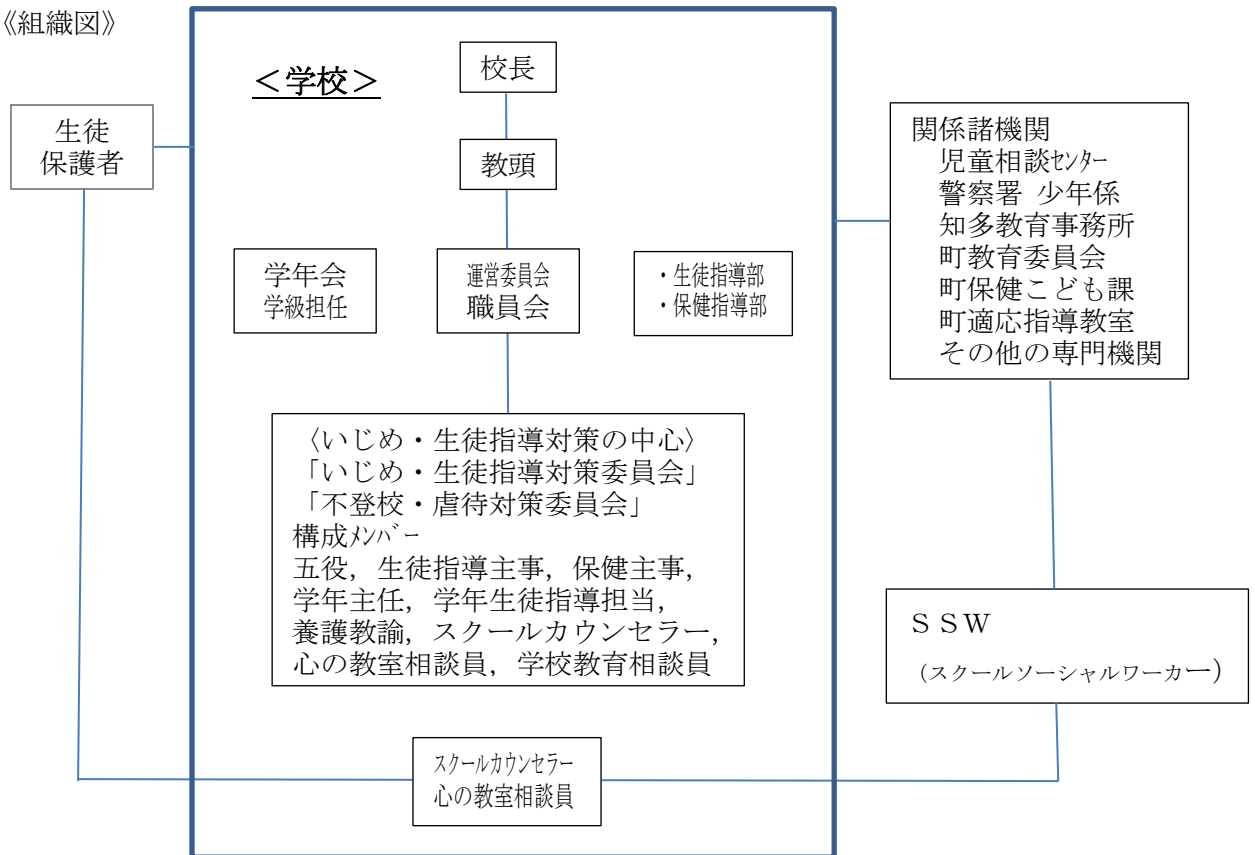 《組織図》
＜学校＞
校長
教頭
生徒
保護者
学年会
学級担任
運営委員会
職員会
・生徒指導部
・保健指導部
関係諸機関
児童相談ｾﾝﾀｰ
警察署 少年係
知多教育事務所
町教育委員会
町保健こども課
町適応指導教室
その他の専門機関
〈いじめ・生徒指導対策の中心〉
「いじめ・生徒指導対策委員会」
「不登校・虐待対策委員会」
構成ﾒﾝﾊﾞｰ
五役，生徒指導主事，保健主事，
学年主任，学年生徒指導担当，
養護教諭，スクールカウンセラー，
心の教室相談員，学校教育相談員
ＳＳＷ
（スクールソーシャルワーカー）
スクールカウンセラー
心の教室相談員